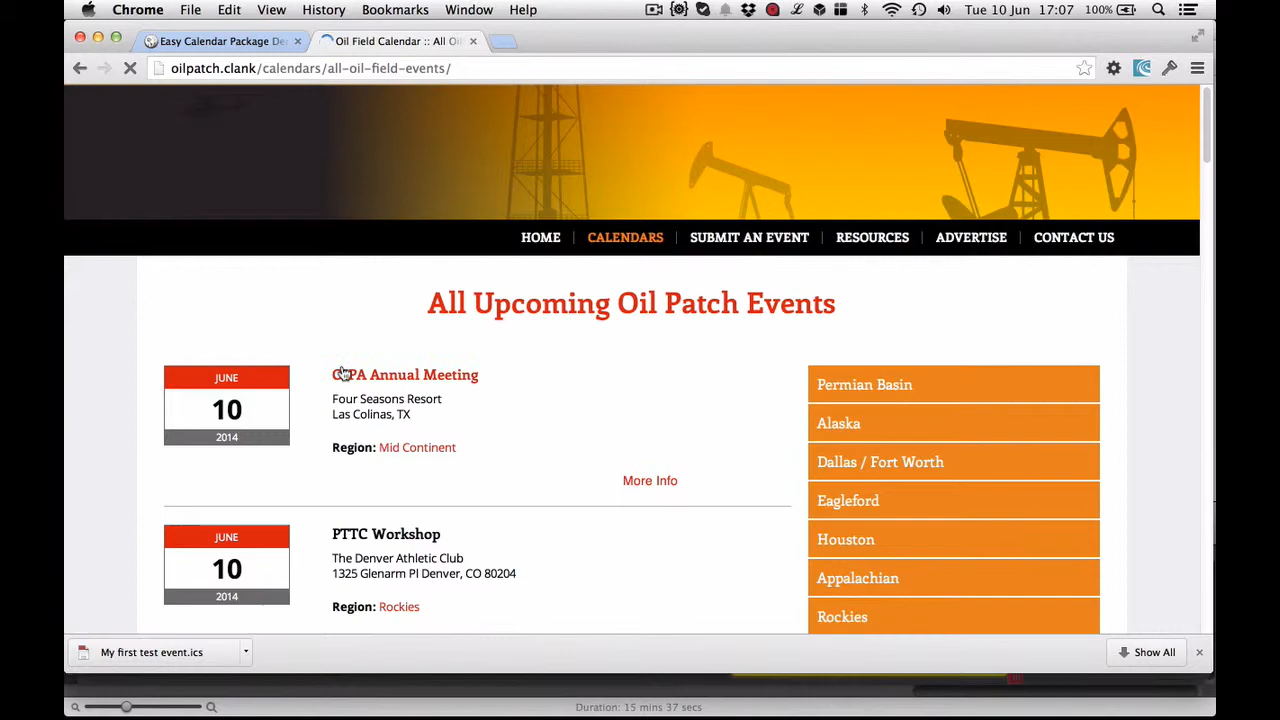 Chrome File Edit View History Bookmarks Window Help Tue 10 Jun 17:07 100%
Easy Calendar Package De
Oil Field Calendar :: All Oil
oilpatch.clank/calendars/all-oil-field-events/
HOME CALENDARS SUBMIT AN EVENT RESOURCES ADVERTISE CONTACT US
All Upcoming Oil Patch Events
JUNE
10
2014
PA Annual Meeting
Four Seasons Resort
Las Colinas, TX
Region: Mid Continent
More Info
JUNE
10
2014
PTTC Workshop
The Denver Athletic Club
1325 Glenarm Pl Denver, CO 80204
Region: Rockies
Permian Basin
Alaska
Dallas / Fort Worth
Eagleford
Houston
Appalachian
Rockies
My first test event.ics
Show All
Duration: 15 mins 37 secs